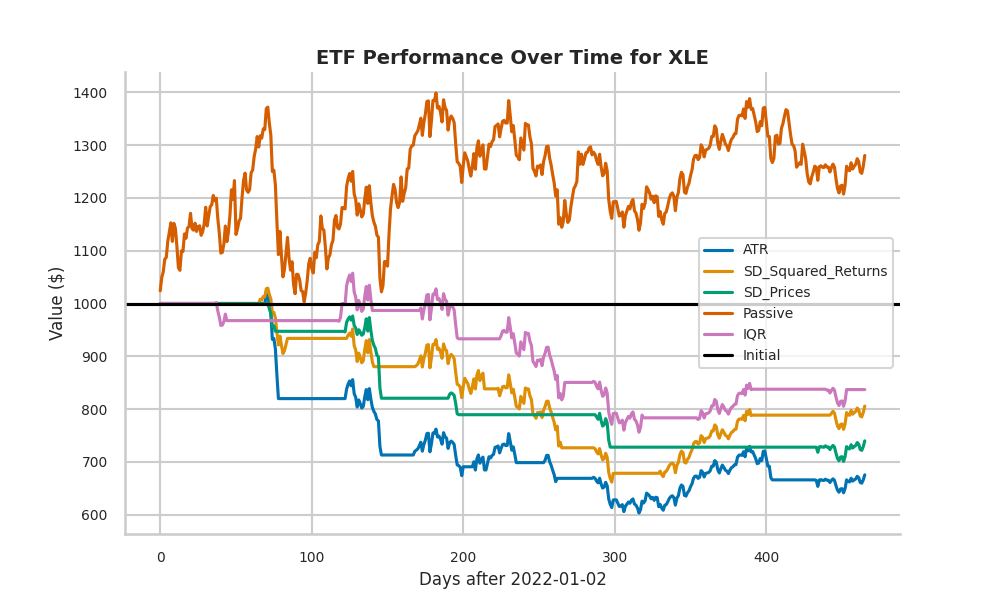 ETF Performance Over Time for XLE
Value ($)
1400
1300
1200
1100
1000
900
800
700
600
ATR
SD_Squared_Returns
SD_Prices
Passive
IQR
Initial
0
100
200
300
400
Days after 2022-01-02